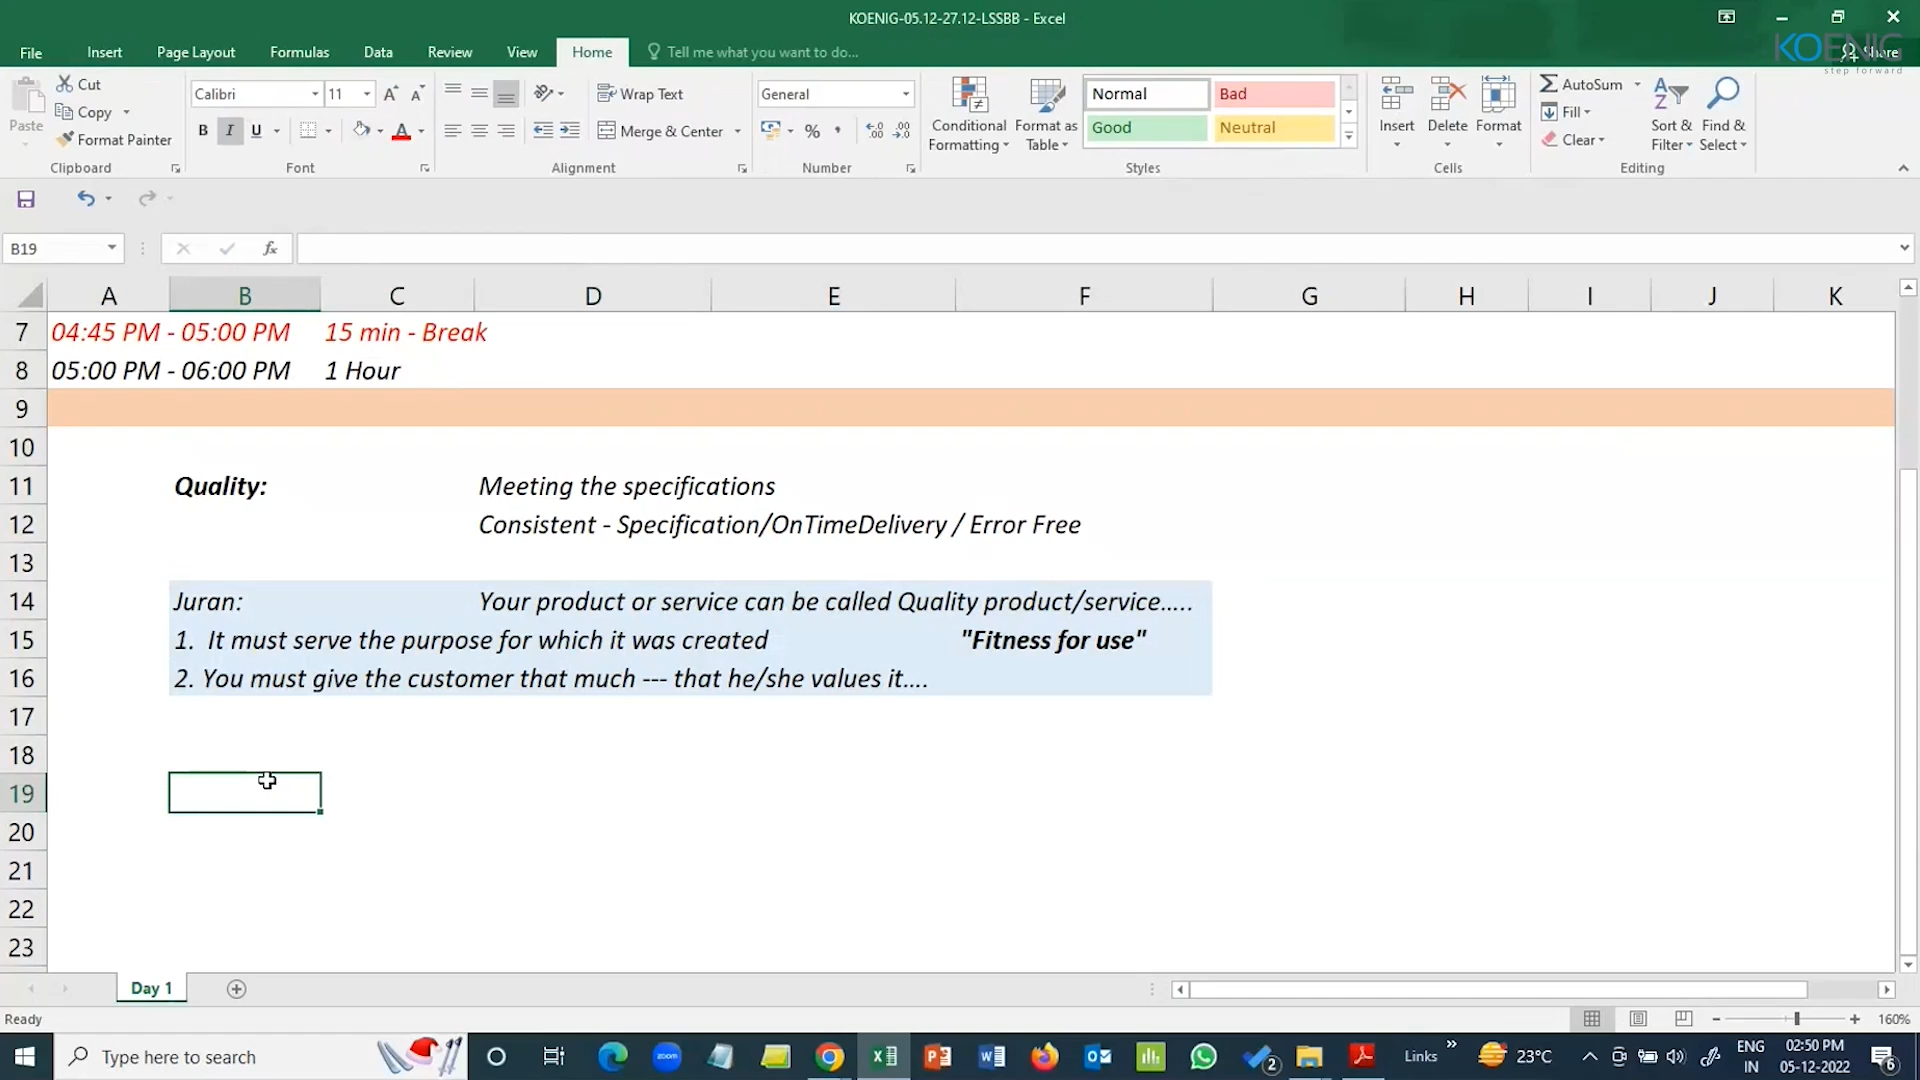 KOENIG-05.12-27.12-LSSBB - Excel
File Insert Page Layout Formulas Data Review View Home Tell me what you want to do... Share
KOENIG
step forward
Paste Cut Copy Format Painter
Clipboard
Calibri 11
B I U
Font
Wrap Text
Merge & Center
Alignment
General
%
Number
Conditional Formatting Format as Table
Normal Bad
Good Neutral
Styles
Insert Delete Format
Cells
AutoSum
Fill
Clear
Sort & Filter Find & Select
Editing
B19 fx
A B C D E F G H I J K
7 04:45 PM - 05:00 PM 15 min - Break
8 05:00 PM - 06:00 PM 1 Hour
9
10
11 Quality: Meeting the specifications
12 Consistent - Specification/OnTimeDelivery / Error Free
13
14 Juran: Your product or service can be called Quality product/service.....
15 1. It must serve the purpose for which it was created "Fitness for use"
16 2. You must give the customer that much --- that he/she values it....
17
18
19
20
21
22
23
Day 1
Ready 160%
Type here to search zoom 2 Links 23°C ENG IN 02:50 PM 05-12-2022 6